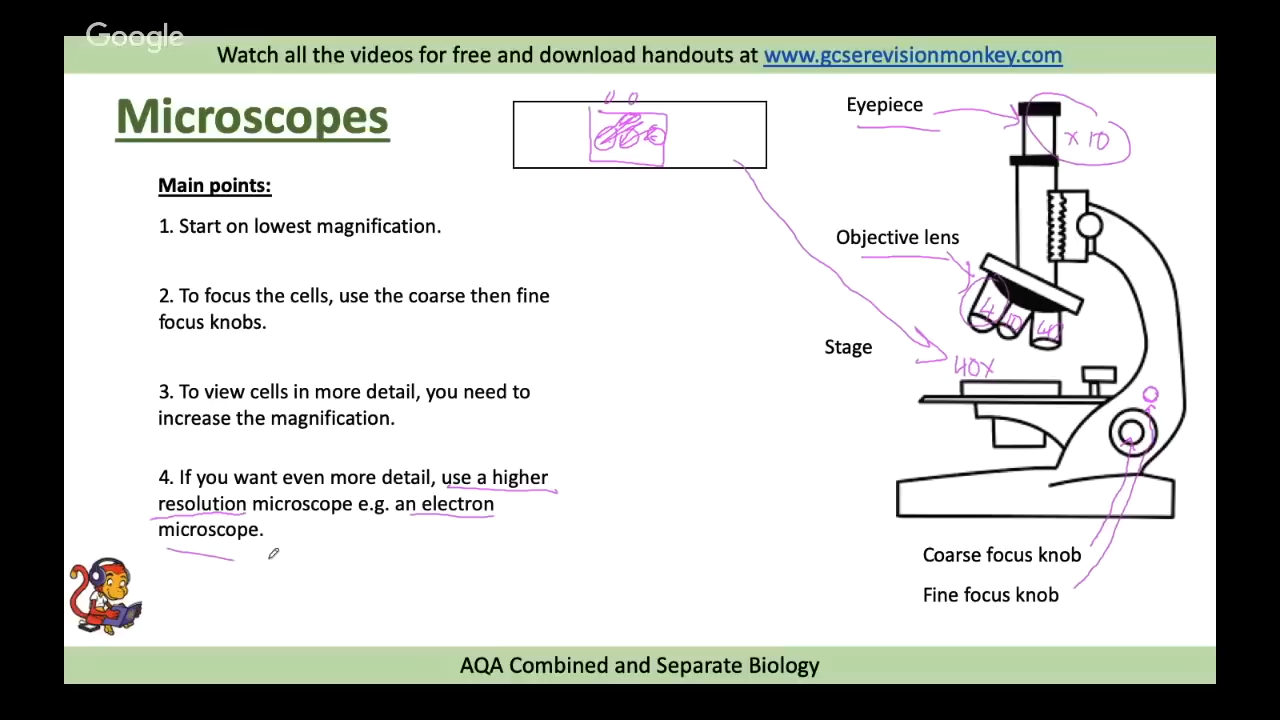 Google
Watch all the videos for free and download handouts at www.gcserevisionmonkey.com
Microscopes
Main points:
1. Start on lowest magnification.
2. To focus the cells, use the coarse then fine
focus knobs.
3. To view cells in more detail, you need to
increase the magnification.
4. If you want even more detail, use a higher
resolution microscope e.g. an electron
microscope.
Eyepiece
x 10
Objective lens
4 10 40
Stage
40x
Coarse focus knob
Fine focus knob
AQA Combined and Separate Biology